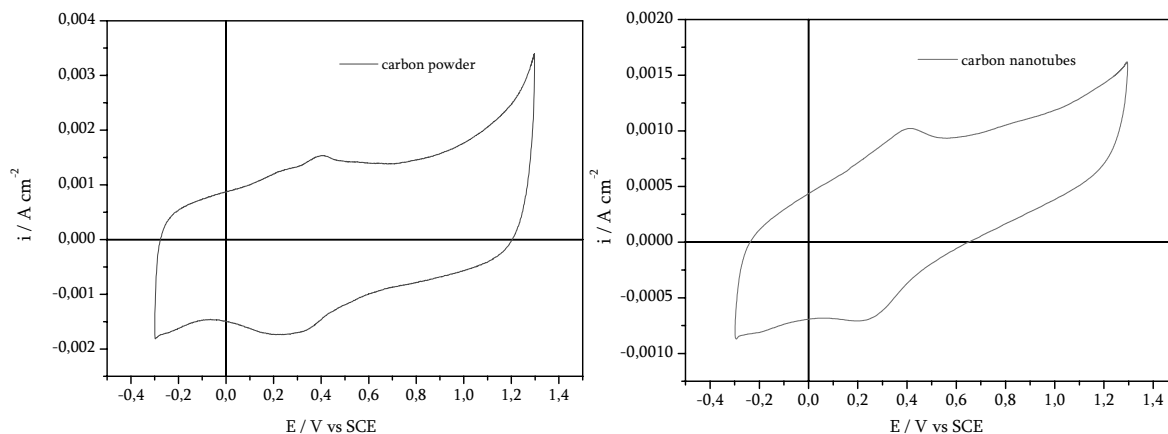 0,004
0,003
0,002
0,001
0,000
-0,001
-0,002
i / A cm⁻²
carbon powder
-0,4 -0,2 0,0 0,2 0,4 0,6 0,8 1,0 1,2 1,4
E / V vs SCE
0,0020
0,0015
0,0010
0,0005
0,0000
-0,0005
-0,0010
i / A cm⁻²
carbon nanotubes
-0,4 -0,2 0,0 0,2 0,4 0,6 0,8 1,0 1,2 1,4
E / V vs SCE